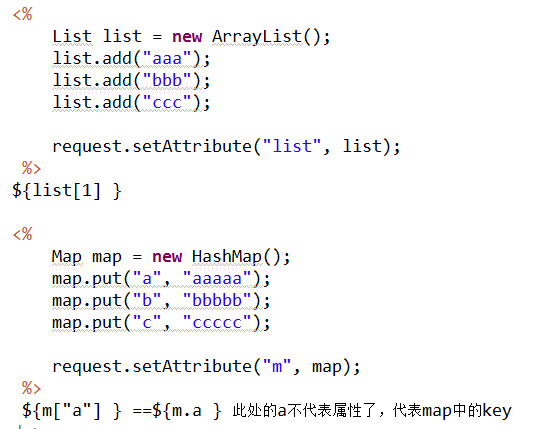 <%
List list = new ArrayList();
list.add("aaa");
list.add("bbb");
list.add("ccc");
request.setAttribute("list", list);
%>
${list[1] }
<%
Map map = new HashMap();
map.put("a", "aaaaa");
map.put("b", "bbbbb");
map.put("c", "ccccc");
request.setAttribute("m", map);
%>
${m["a"] } ==${m.a } 此处的a不代表属性了，代表map中的key